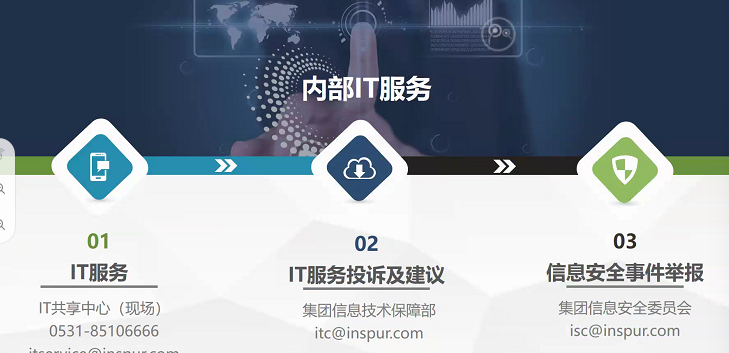 内部IT服务
01
IT服务
IT共享中心（现场）
0531-85106666
itservice@inspur.com
02
IT服务投诉及建议
集团信息技术保障部
itc@inspur.com
03
信息安全事件举报
集团信息安全委员会
isc@inspur.com